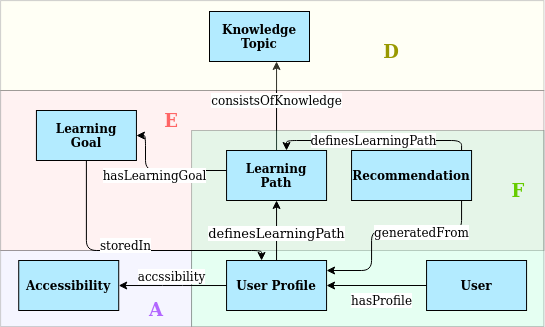 Knowledge
Topic
D
consistsOfKnowledge
Learning
Goal
E
definesLearningPath
hasLearningGoal
Learning
Path
Recommendation
F
storedIn
definesLearningPath
generatedFrom
Accessibility
accssibility
User Profile
hasProfile
User
A